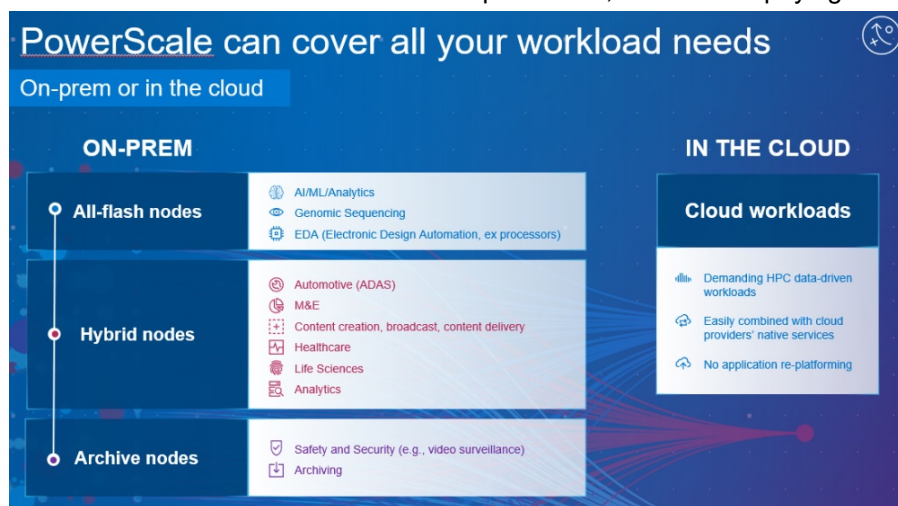 PowerScale can cover all your workload needs
On-prem or in the cloud
ON-PREM
All-flash nodes
AI/ML/Analytics
Genomic Sequencing
EDA (Electronic Design Automation, ex processors)
Hybrid nodes
Automotive (ADAS)
M&E
Content creation, broadcast, content delivery
Healthcare
Life Sciences
Analytics
Archive nodes
Safety and Security (e.g., video surveillance)
Archiving
IN THE CLOUD
Cloud workloads
Demanding HPC data-driven
workloads
Easily combined with cloud
providers' native services
No application re-platforming